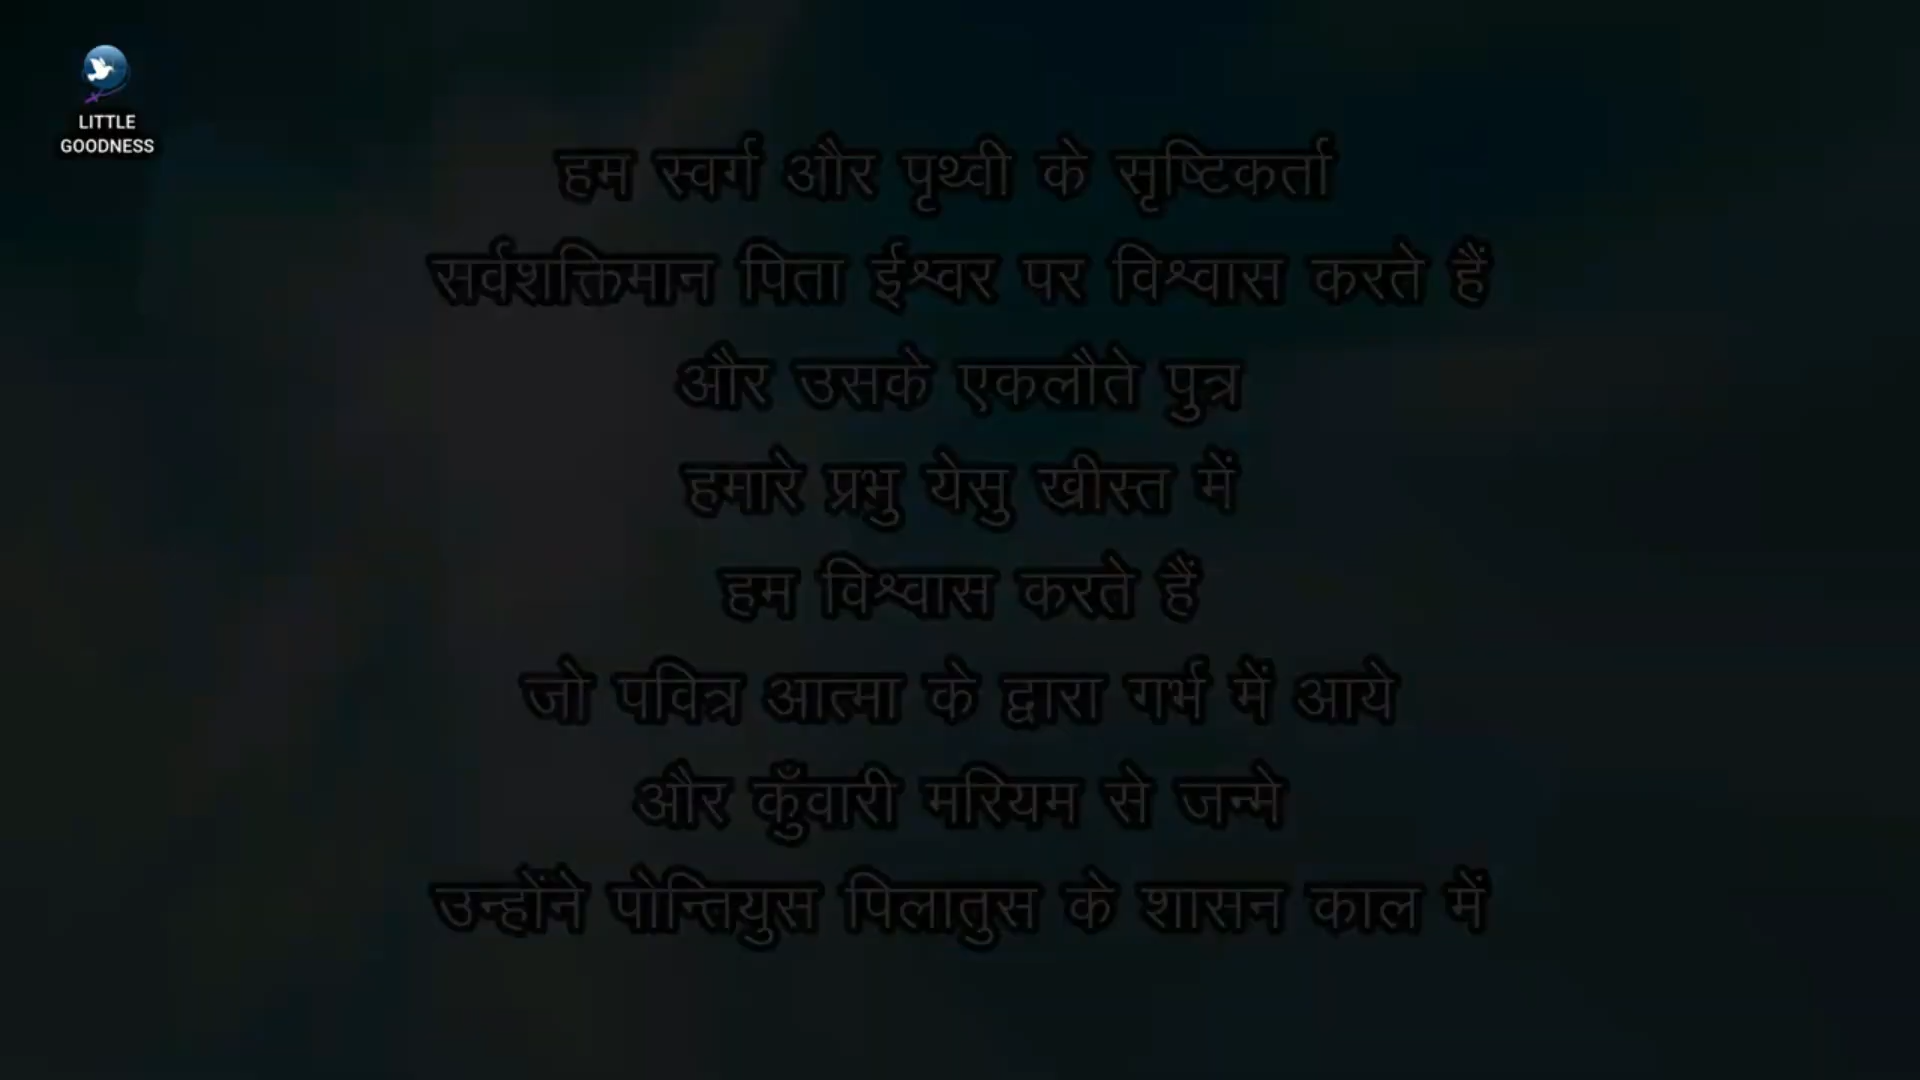 LITTLE
GOODNESS
हम स्वर्ग और पृथ्वी के सृष्टिकर्ता
सर्वशक्तिमान पिता ईश्वर पर विश्वास करते हैं
और उसके एकलौते पुत्र
हमारे प्रभु येसु खीस्त में
हम विश्वास करते हैं
जो पवित्र आत्मा के द्वारा गर्भ में आये
और कुँवारी मरियम से जन्मे
उन्होंने पोन्तियुस पिलातुस के शासन काल में